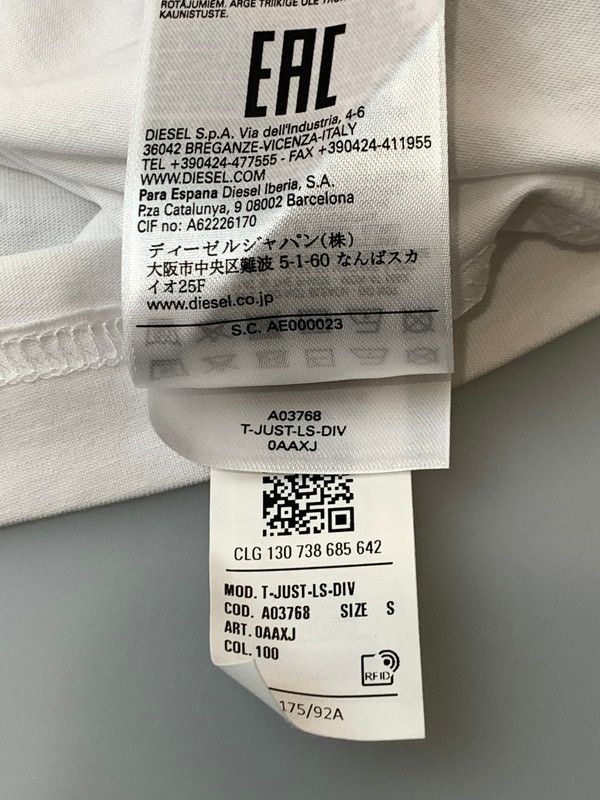 ROTĀJUMIEM. ARGE TRIIKIGE ÜLE
KAUNISTUSTE.
EAC
DIESEL S.p.A. Via dell'Industria, 4-6
36042 BREGANZE-VICENZA-ITALY
TEL +390424-477555 - FAX +390424-411955
WWW.DIESEL.COM
Para Espana Diesel Iberia, S.A.
P.za Catalunya, 9 08002 Barcelona
CIF no: A62226170
ディーゼルジャパン(株)
大阪市中央区難波 5-1-60 なんばスカ
イオ25F
www.diesel.co.jp
S.C. AE000023
A03768
T-JUST-LS-DIV
0AAXJ
CLG 130 738 685 642
MOD. T-JUST-LS-DIV
COD. A03768 SIZE S
ART. 0AAXJ
COL. 100
RFID
175/92A